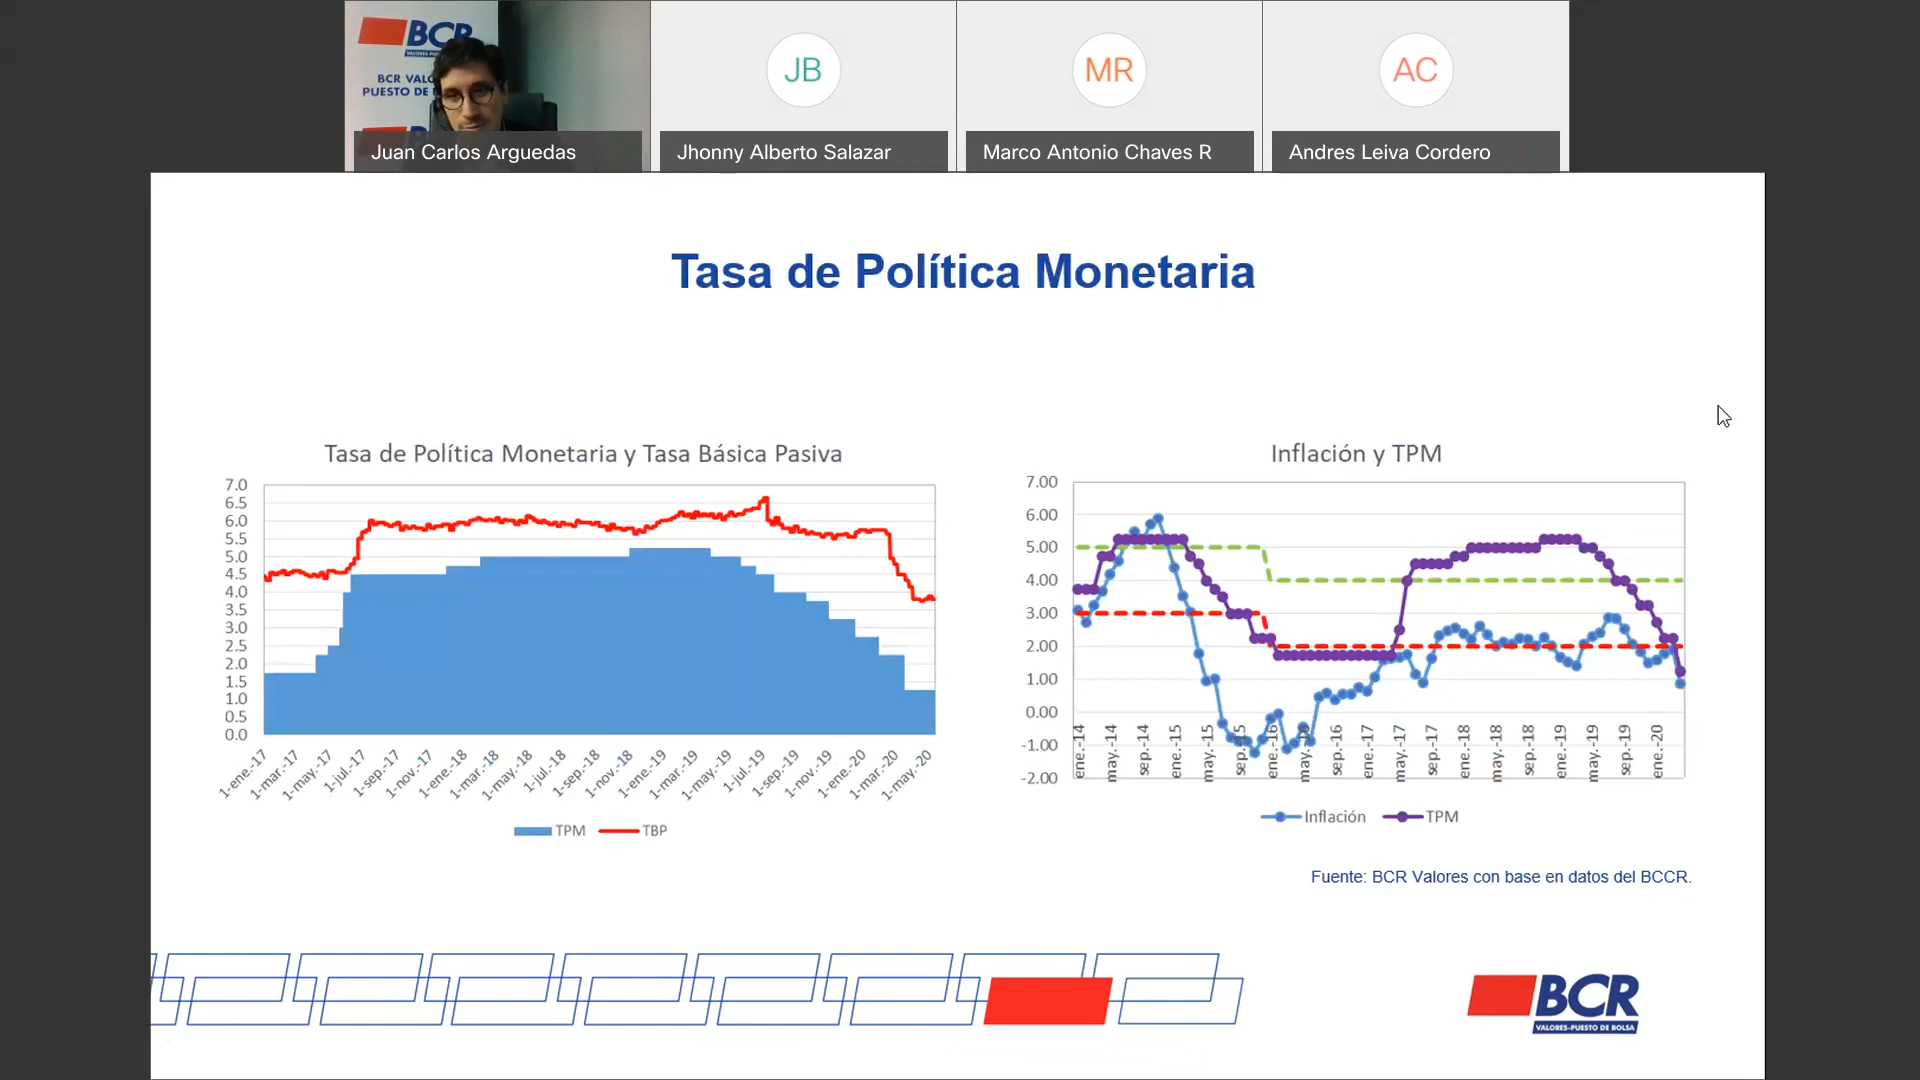 BCR
BCR VALO
PUESTO DE
JB
MR
AC
Juan Carlos Arguedas
Jhonny Alberto Salazar
Marco Antonio Chaves R
Andres Leiva Cordero
Tasa de Política Monetaria
Tasa de Política Monetaria y Tasa Básica Pasiva
7.0
6.5
6.0
5.5
5.0
4.5
4.0
3.5
3.0
2.5
2.0
1.5
1.0
0.5
0.0
1-ene.-17
1-mar.-17
1-may.-17
1-jul.-17
1-sep.-17
1-nov.-17
1-ene.-18
1-mar.-18
1-may.-18
1-jul.-18
1-sep.-18
1-nov.-18
1-ene.-19
1-mar.-19
1-may.-19
1-jul.-19
1-sep.-19
1-nov.-19
1-ene.-20
1-mar.-20
1-may.-20
TPM TBP
Inflación y TPM
7.00
6.00
5.00
4.00
3.00
2.00
1.00
0.00
-1.00
-2.00
ene.-14
may.-14
sep.-14
ene.-15
may.-15
sep.-15
ene.-16
may.-16
sep.-16
ene.-17
may.-17
sep.-17
ene.-18
may.-18
sep.-18
ene.-19
may.-19
sep.-19
ene.-20
Inflación TPM
Fuente: BCR Valores con base en datos del BCCR.
BCR
VALORES-PUESTO DE BOLSA